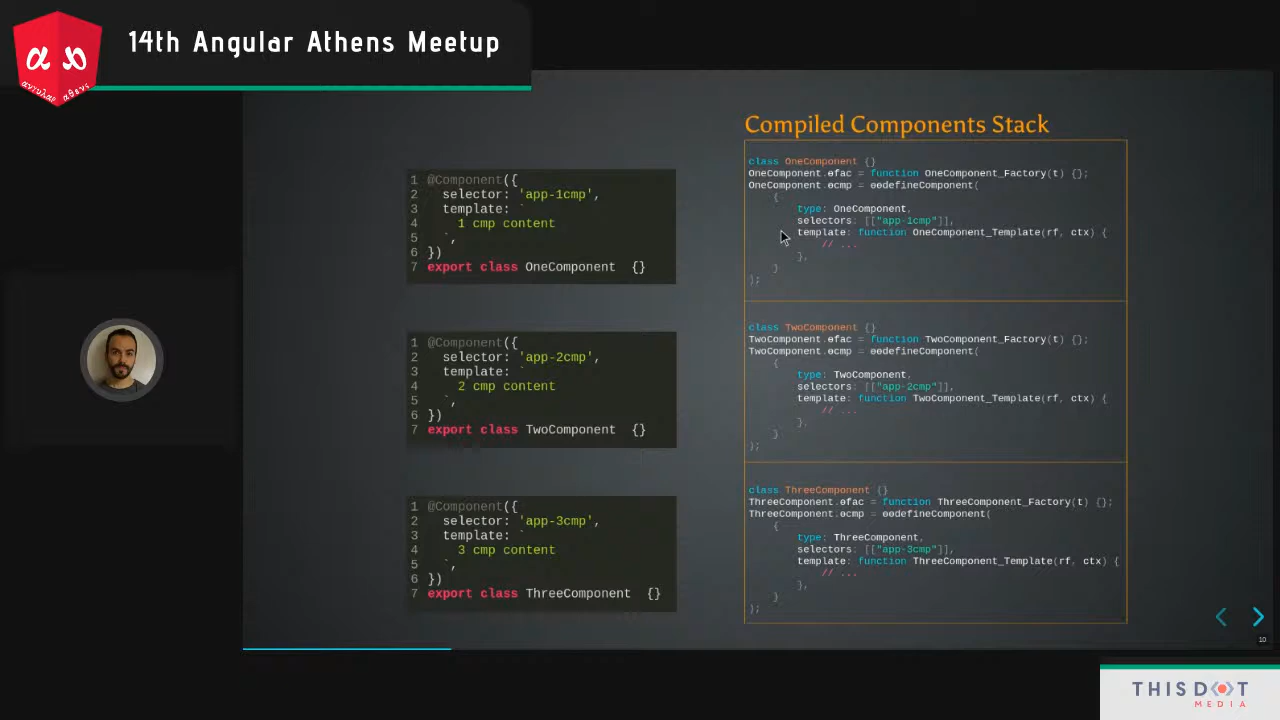 α αθ
αγγυλαρ αθενς
14th Angular Athens Meetup
Compiled Components Stack
1 @Component({
2 selector: 'app-1cmp',
3 template: `
4 1 cmp content
5 `,
6 })
7 export class OneComponent {}
1 @Component({
2 selector: 'app-2cmp',
3 template: `
4 2 cmp content
5 `,
6 })
7 export class TwoComponent {}
1 @Component({
2 selector: 'app-3cmp',
3 template: `
4 3 cmp content
5 `,
6 })
7 export class ThreeComponent {}
class OneComponent {}
OneComponent.ɵfac = function OneComponent_Factory(t) {};
OneComponent.ɵcmp = ɵɵdefineComponent(
{
type: OneComponent,
selectors: [["app-1cmp"]],
template: function OneComponent_Template(rf, ctx) {
// ...
},
}
);
class TwoComponent {}
TwoComponent.ɵfac = function TwoComponent_Factory(t) {};
TwoComponent.ɵcmp = ɵɵdefineComponent(
{
type: TwoComponent,
selectors: [["app-2cmp"]],
template: function TwoComponent_Template(rf, ctx) {
// ...
},
}
);
class ThreeComponent {}
ThreeComponent.ɵfac = function ThreeComponent_Factory(t) {};
ThreeComponent.ɵcmp = ɵɵdefineComponent(
{
type: ThreeComponent,
selectors: [["app-3cmp"]],
template: function ThreeComponent_Template(rf, ctx) {
// ...
},
}
);
10
THIS DOT
MEDIA